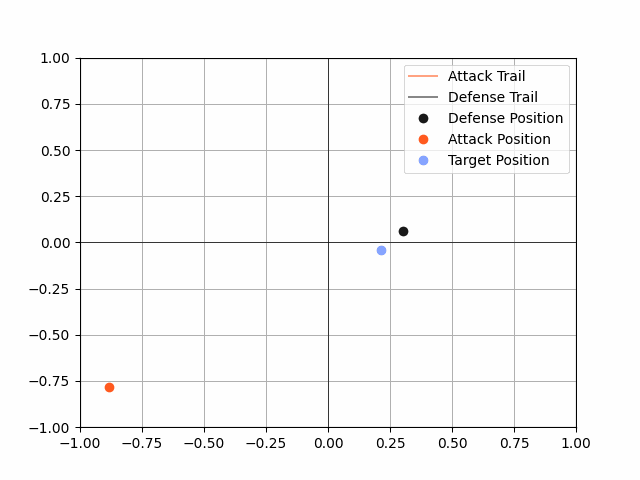 1.00
0.75
0.50
0.25
0.00
−0.25
−0.50
−0.75
−1.00
−1.00 −0.75 −0.50 −0.25 0.00 0.25 0.50 0.75 1.00
Attack Trail
Defense Trail
Defense Position
Attack Position
Target Position